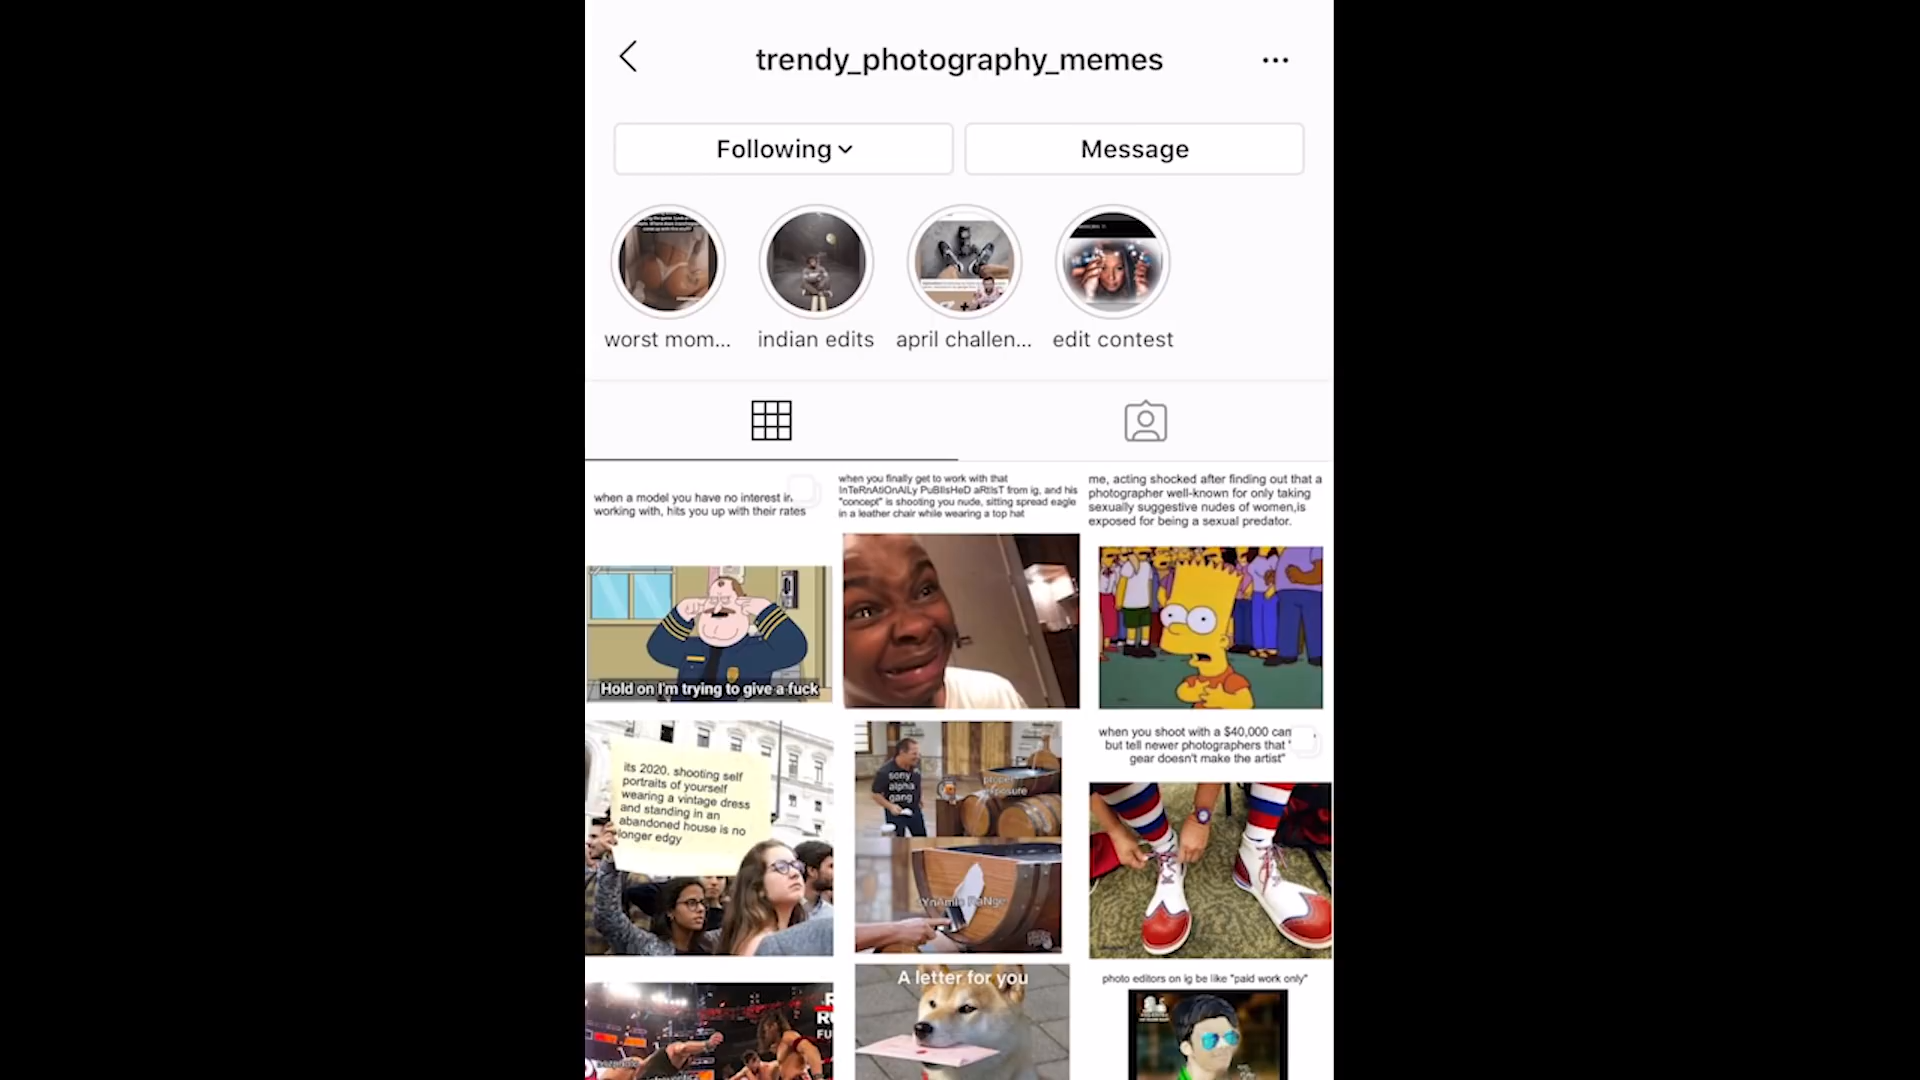 trendy_photography_memes
Following
Message
worst mom...
indian edits
april challen...
edit contest
when a model you have no interest in
working with, hits you up with their rates
Hold on I'm trying to give a fuck
when you finally get to work with that
InTeRnAtiOnAlLy PuBlIsHeD aRtIsT from ig, and his
"concept" is shooting you nude, sitting spread eagle
in a leather chair while wearing a top hat
me, acting shocked after finding out that a
photographer well-known for only taking
sexually suggestive nudes of women,is
exposed for being a sexual predator.
its 2020. shooting self
portraits of yourself
wearing a vintage dress
and standing in an
abandoned house is no
longer edgy
sony
alpha
gang
proper
exposure
YnAmIc RaNge
when you shoot with a $40,000 cam
but tell newer photographers that "
gear doesn't make the artist"
A letter for you
photo editors on ig be like "paid work only"